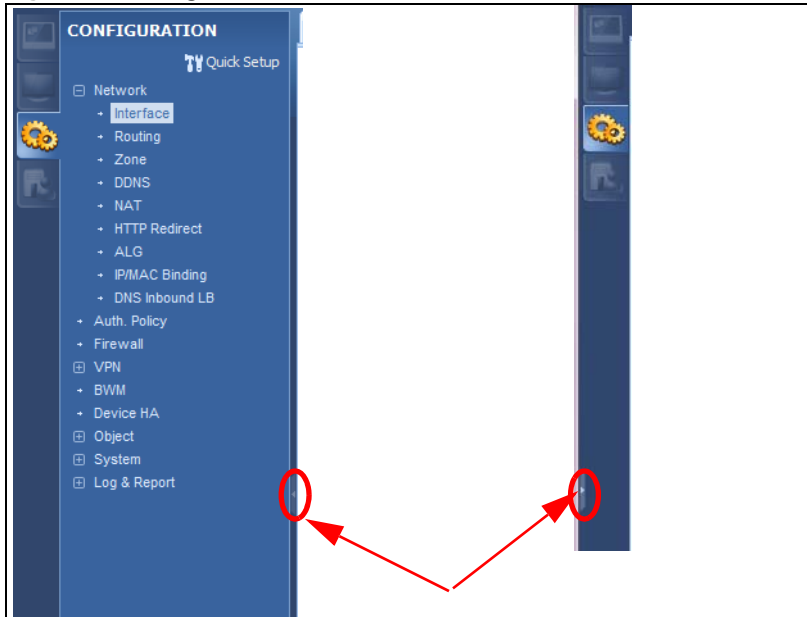 CONFIGURATION
Quick Setup
Network
Interface
Routing
Zone
DDNS
NAT
HTTP Redirect
ALG
IP/MAC Binding
DNS Inbound LB
Auth. Policy
Firewall
VPN
BWM
Device HA
Object
System
Log & Report